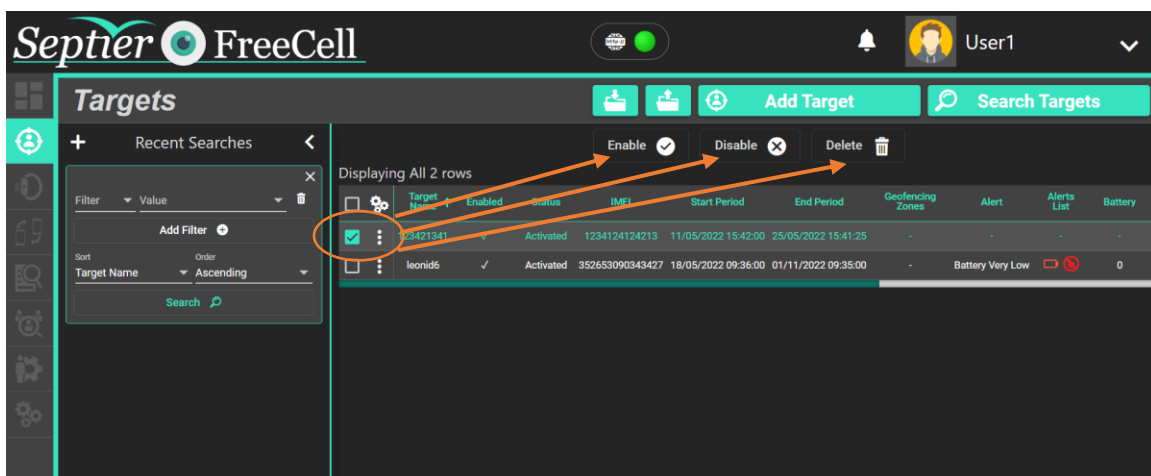 Septier FreeCell
User1
Targets
Add Target
Search Targets
Recent Searches
Enable
Disable
Delete
Displaying All 2 rows
Filter
Value
Add Filter
Sort
Order
Target Name
Ascending
Search
Target Name Enabled Status IMEI Start Period End Period Geofencing Zones Alert Alerts List Battery
123421341 Activated 1234124124213 11/05/2022 15:42:00 25/05/2022 15:41:25 - - - -
leonid6 Activated 352653090343427 18/05/2022 09:36:00 01/11/2022 09:35:00 - Battery Very Low 0